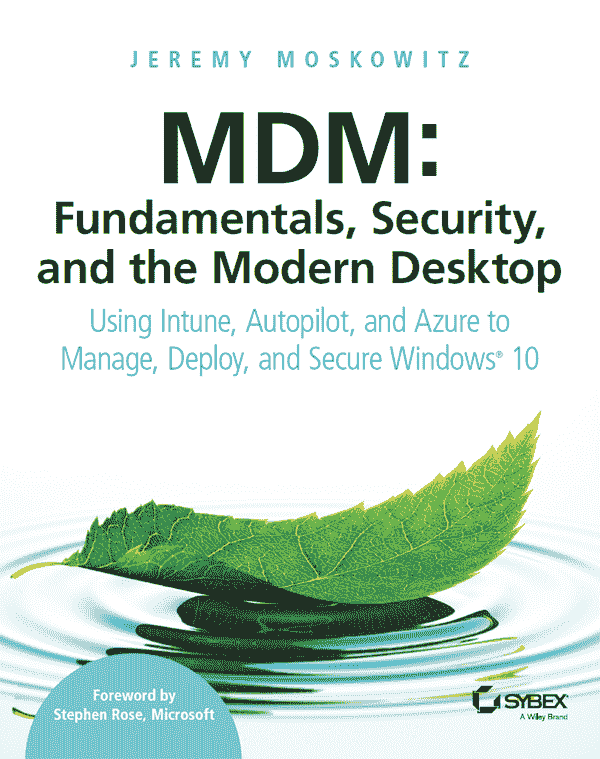 JEREMY MOSKOWITZ
MDM:
Fundamentals, Security,
and the Modern Desktop
Using Intune, Autopilot, and Azure to
Manage, Deploy, and Secure Windows® 10
Foreword by
Stephen Rose, Microsoft
SYBEX®
A Wiley Brand